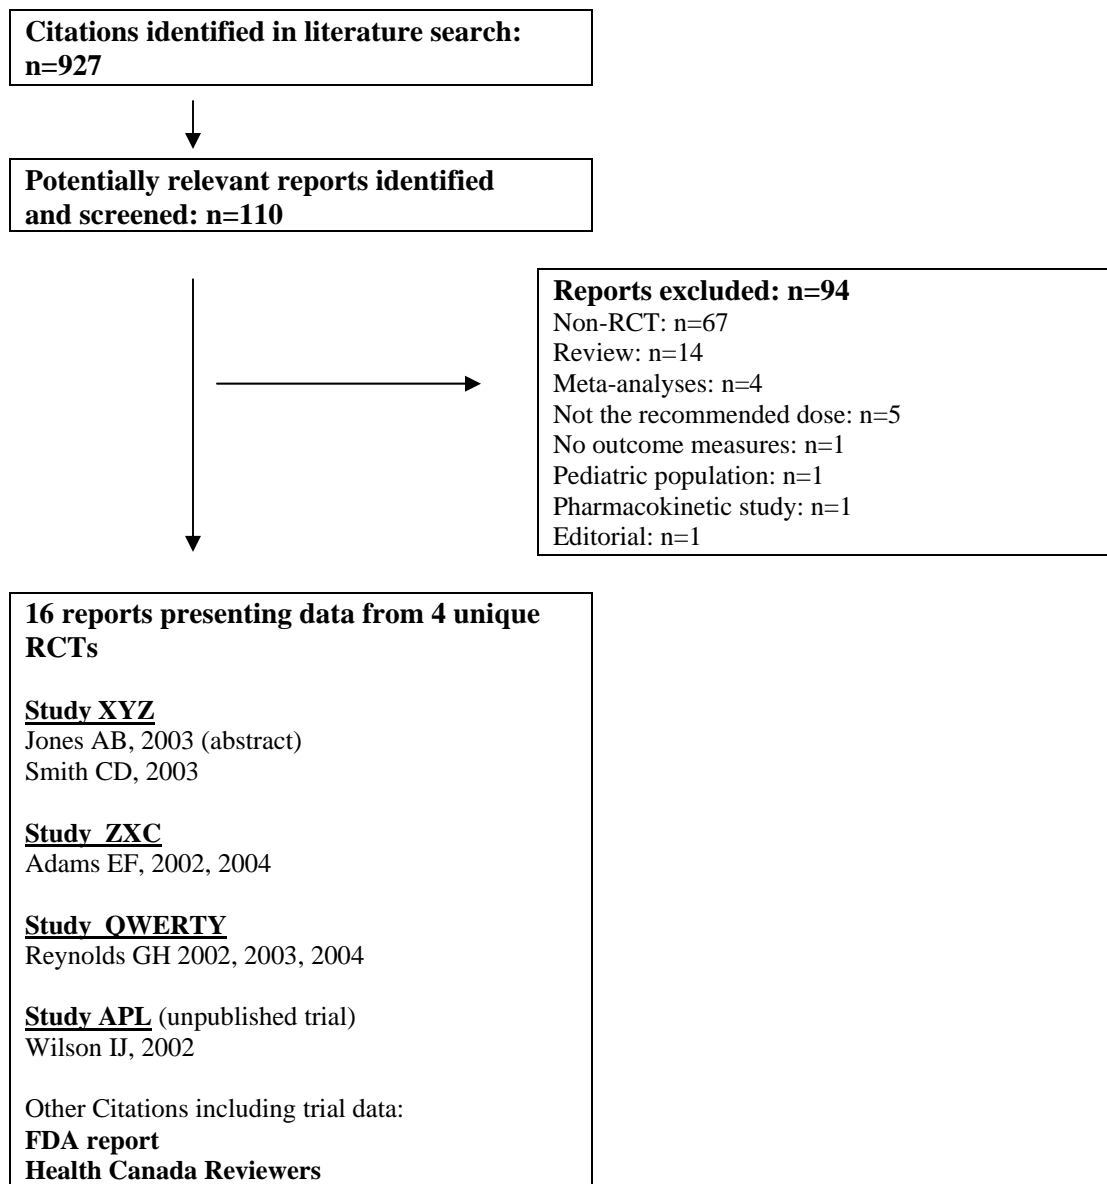 Citations identified in literature search:
n=927
Potentially relevant reports identified
and screened: n=110
Reports excluded: n=94
Non-RCT: n=67
Review: n=14
Meta-analyses: n=4
Not the recommended dose: n=5
No outcome measures: n=1
Pediatric population: n=1
Pharmacokinetic study: n=1
Editorial: n=1
16 reports presenting data from 4 unique
RCTs
Study XYZ
Jones AB, 2003 (abstract)
Smith CD, 2003
Study ZXC
Adams EF, 2002, 2004
Study QWERTY
Reynolds GH 2002, 2003, 2004
Study APL (unpublished trial)
Wilson IJ, 2002
Other Citations including trial data:
FDA report
Health Canada Reviewers